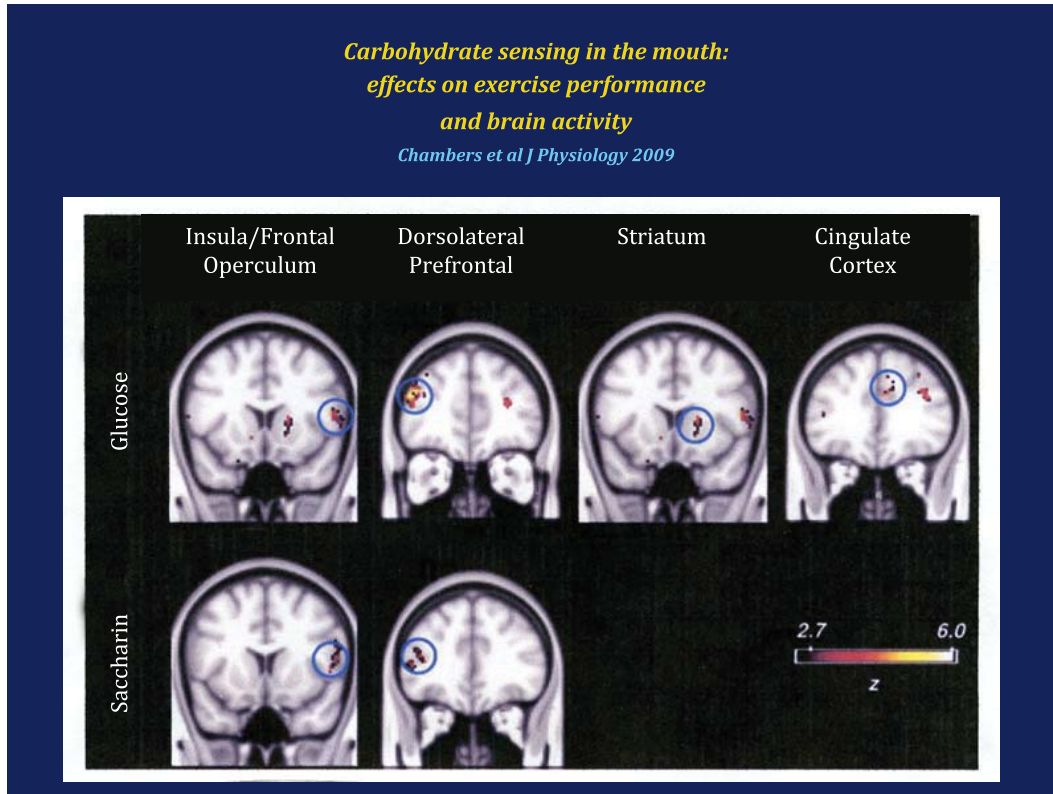 Carbohydrate sensing in the mouth:
effects on exercise performance
and brain activity
Chambers et al J Physiology 2009
Insula/Frontal
Operculum
Dorsolateral
Prefrontal
Striatum
Cingulate
Cortex
Glucose
Saccharin
2.7
6.0
z